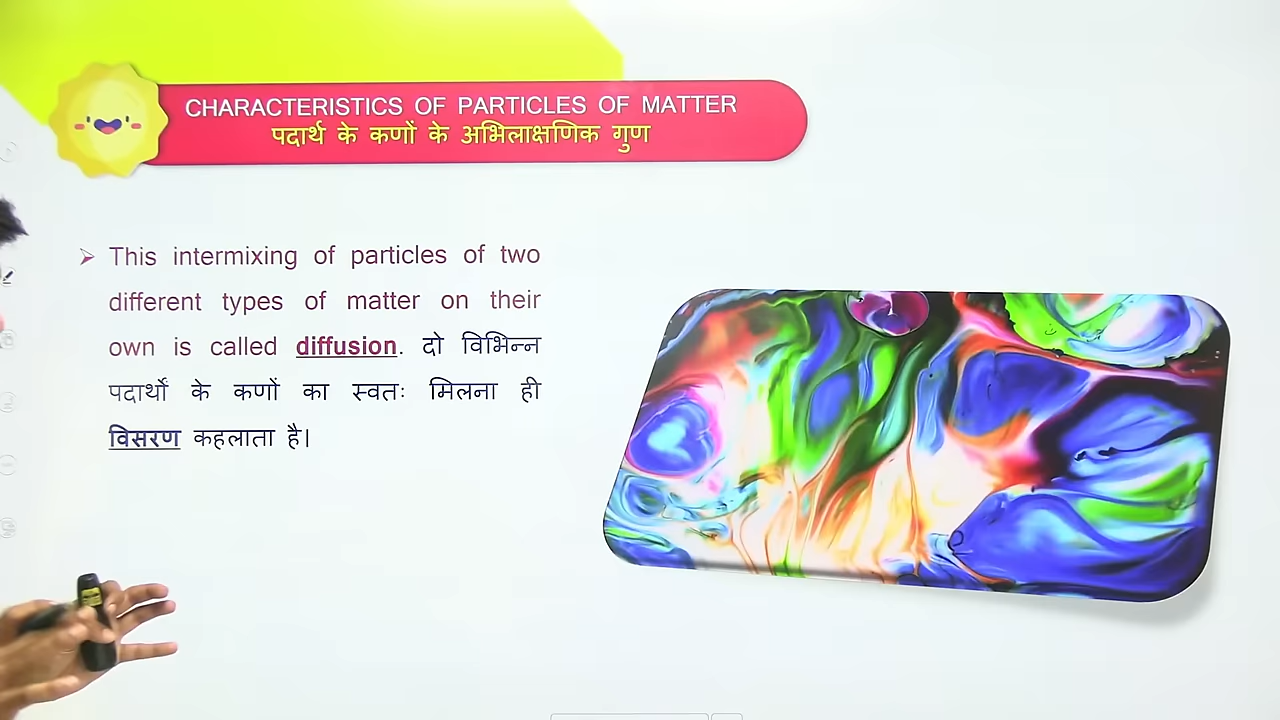 CHARACTERISTICS OF PARTICLES OF MATTER
पदार्थ के कणों के अभिलाक्षणिक गुण
This intermixing of particles of two
different types of matter on their
own is called diffusion. दो विभिन्न
पदार्थों के कणों का स्वतः मिलना ही
विसरण कहलाता है।